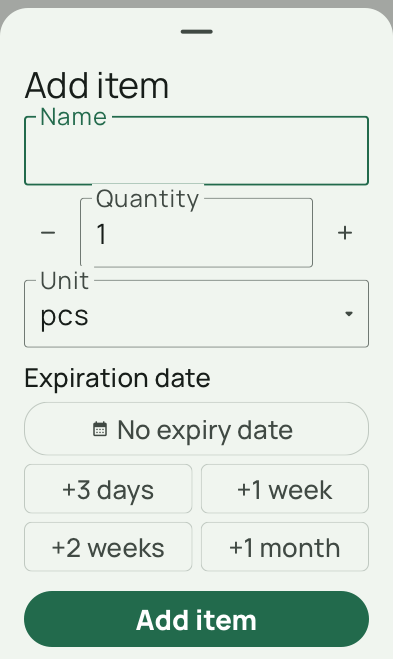 Add item
Name
Quantity
− 1 +
Unit
pcs
Expiration date
No expiry date
+3 days +1 week
+2 weeks +1 month
Add item